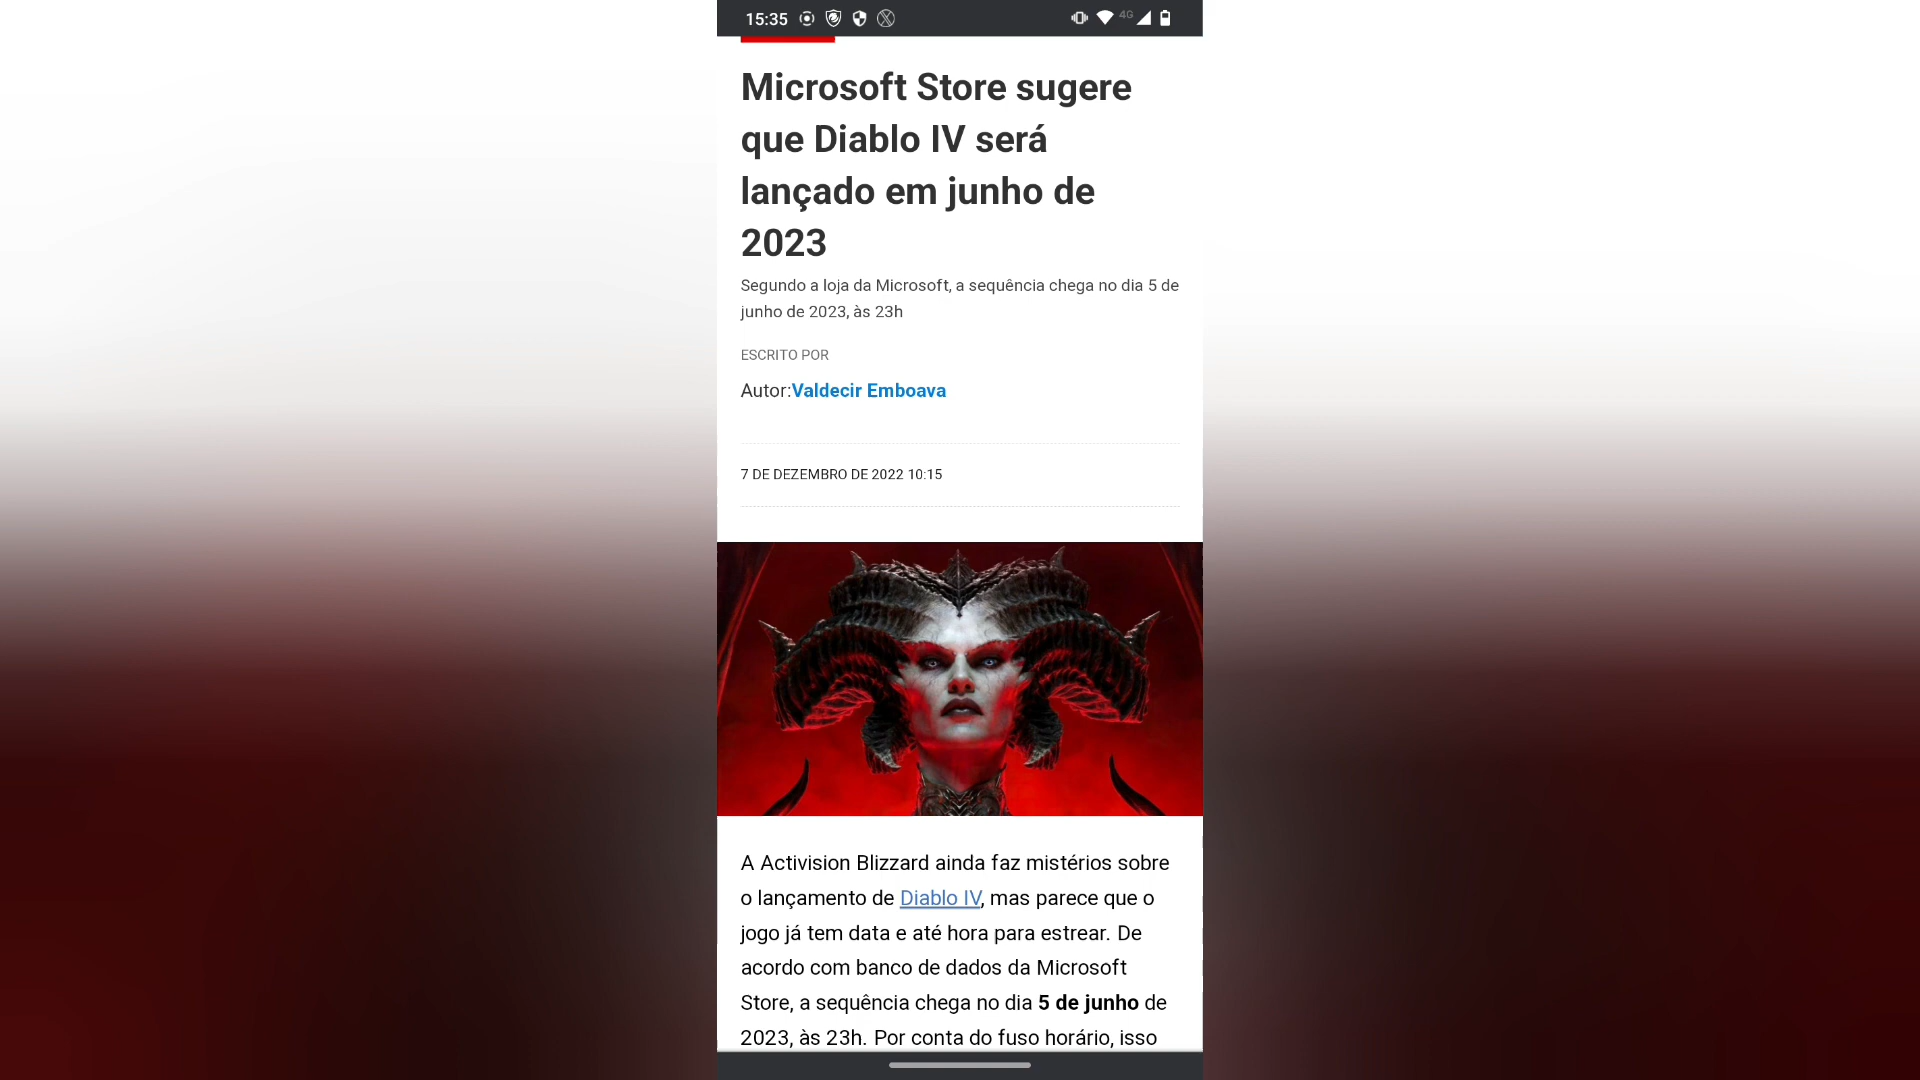 15:35
4G
Microsoft Store sugere
que Diablo IV será
lançado em junho de
2023
Segundo a loja da Microsoft, a sequência chega no dia 5 de
junho de 2023, às 23h
ESCRITO POR
Autor:Valdecir Emboava
7 DE DEZEMBRO DE 2022 10:15
A Activision Blizzard ainda faz mistérios sobre
o lançamento de Diablo IV, mas parece que o
jogo já tem data e até hora para estrear. De
acordo com banco de dados da Microsoft
Store, a sequência chega no dia 5 de junho de
2023, às 23h. Por conta do fuso horário, isso